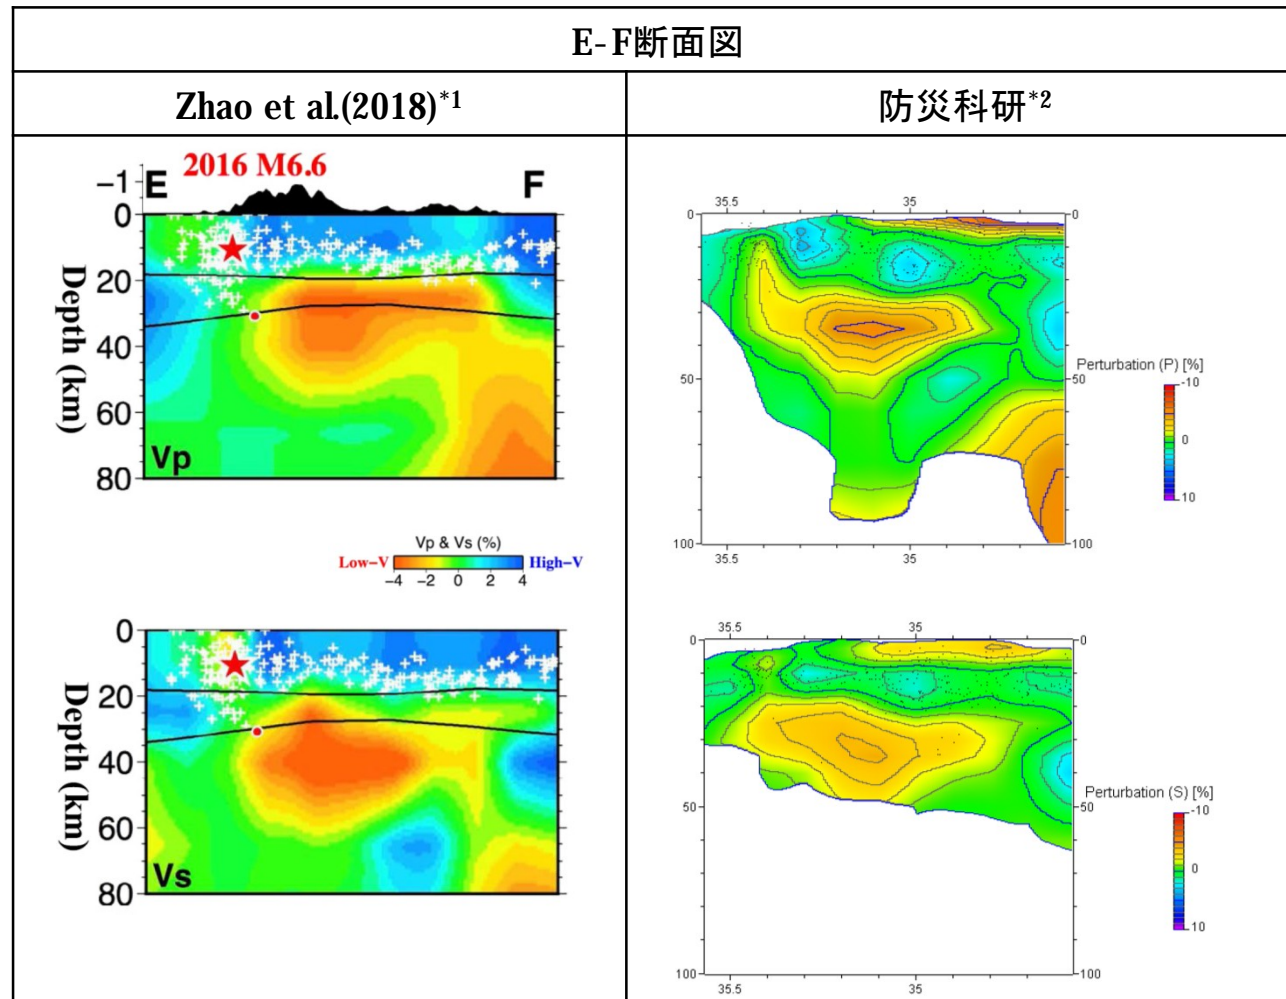 E-F断面図
Zhao et al.(2018)*1
防災科研*2
2016 M6.6
E
F
-1
0
20
40
60
80
Depth (km)
Vp
Vp & Vs (%)
Low-V
High-V
-4 -2 0 2 4
0
20
40
60
80
Depth (km)
Vs
35.5 35
0 0
50 50
100 100
35.5 35
Perturbation (P) [%]
-10
0
10
35.5 35
0 0
50 50
100 100
35.5 35
Perturbation (S) [%]
-10
0
10